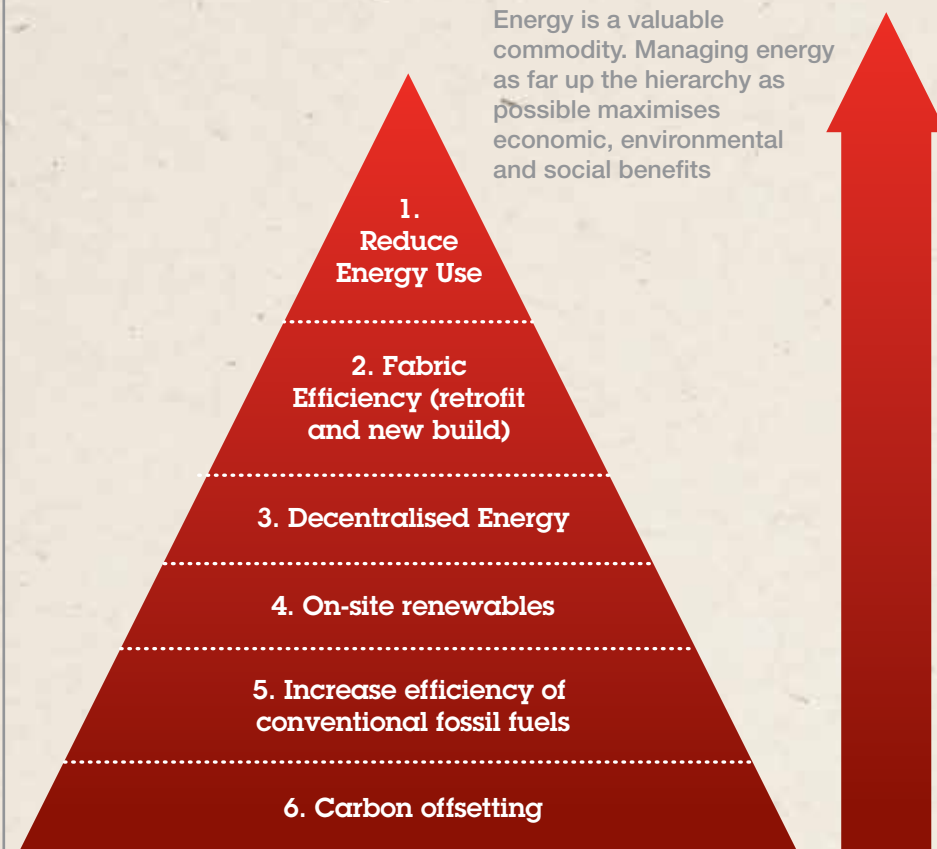 Energy is a valuable
commodity. Managing energy
as far up the hierarchy as
possible maximises
economic, environmental
and social benefits
1.
Reduce
Energy Use
2. Fabric
Efficiency (retrofit
and new build)
3. Decentralised Energy
4. On-site renewables
5. Increase efficiency of
conventional fossil fuels
6. Carbon offsetting